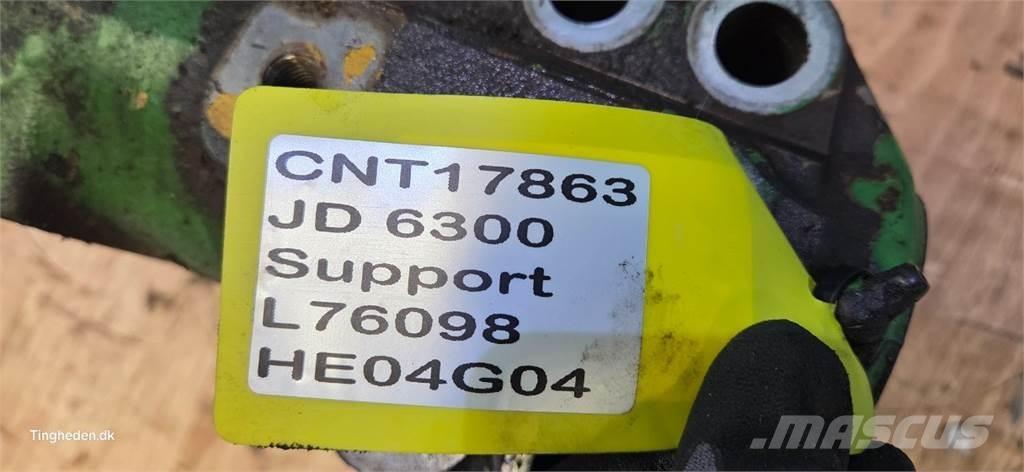 CNT17863
JD 6300
Support
L76098
HE04G04
Tingheden.dk
MASCUS